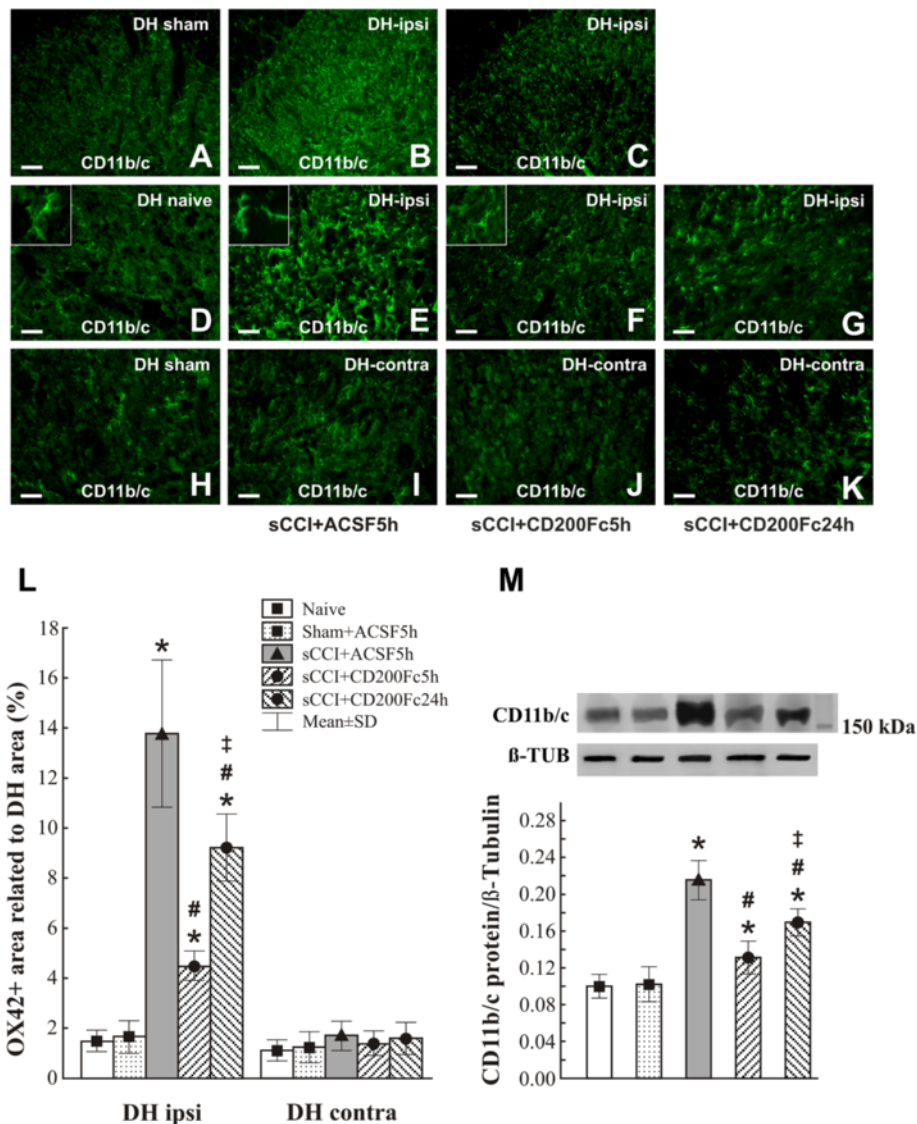 DH sham
CD11b/c
A
DH-ipsi
CD11b/c
B
DH-ipsi
CD11b/c
C
DH naive
CD11b/c
D
DH-ipsi
CD11b/c
E
DH-ipsi
CD11b/c
F
DH-ipsi
CD11b/c
G
DH sham
CD11b/c
H
DH-contra
CD11b/c
I
DH-contra
CD11b/c
J
DH-contra
CD11b/c
K
sCCI+ACSF5h
sCCI+CD200Fc5h
sCCI+CD200Fc24h
L
OX42+ area related to DH area (%)
18
16
14
12
10
8
6
4
2
0
*
#
*
‡
#
*
Naive
Sham+ACSF5h
sCCI+ACSF5h
sCCI+CD200Fc5h
sCCI+CD200Fc24h
Mean±SD
DH ipsi
DH contra
M
CD11b/c
150 kDa
ß-TUB
CD11b/c protein/ß-Tubulin
0.28
0.24
0.20
0.16
0.12
0.08
0.04
0.00
*
#
*
‡
#
*